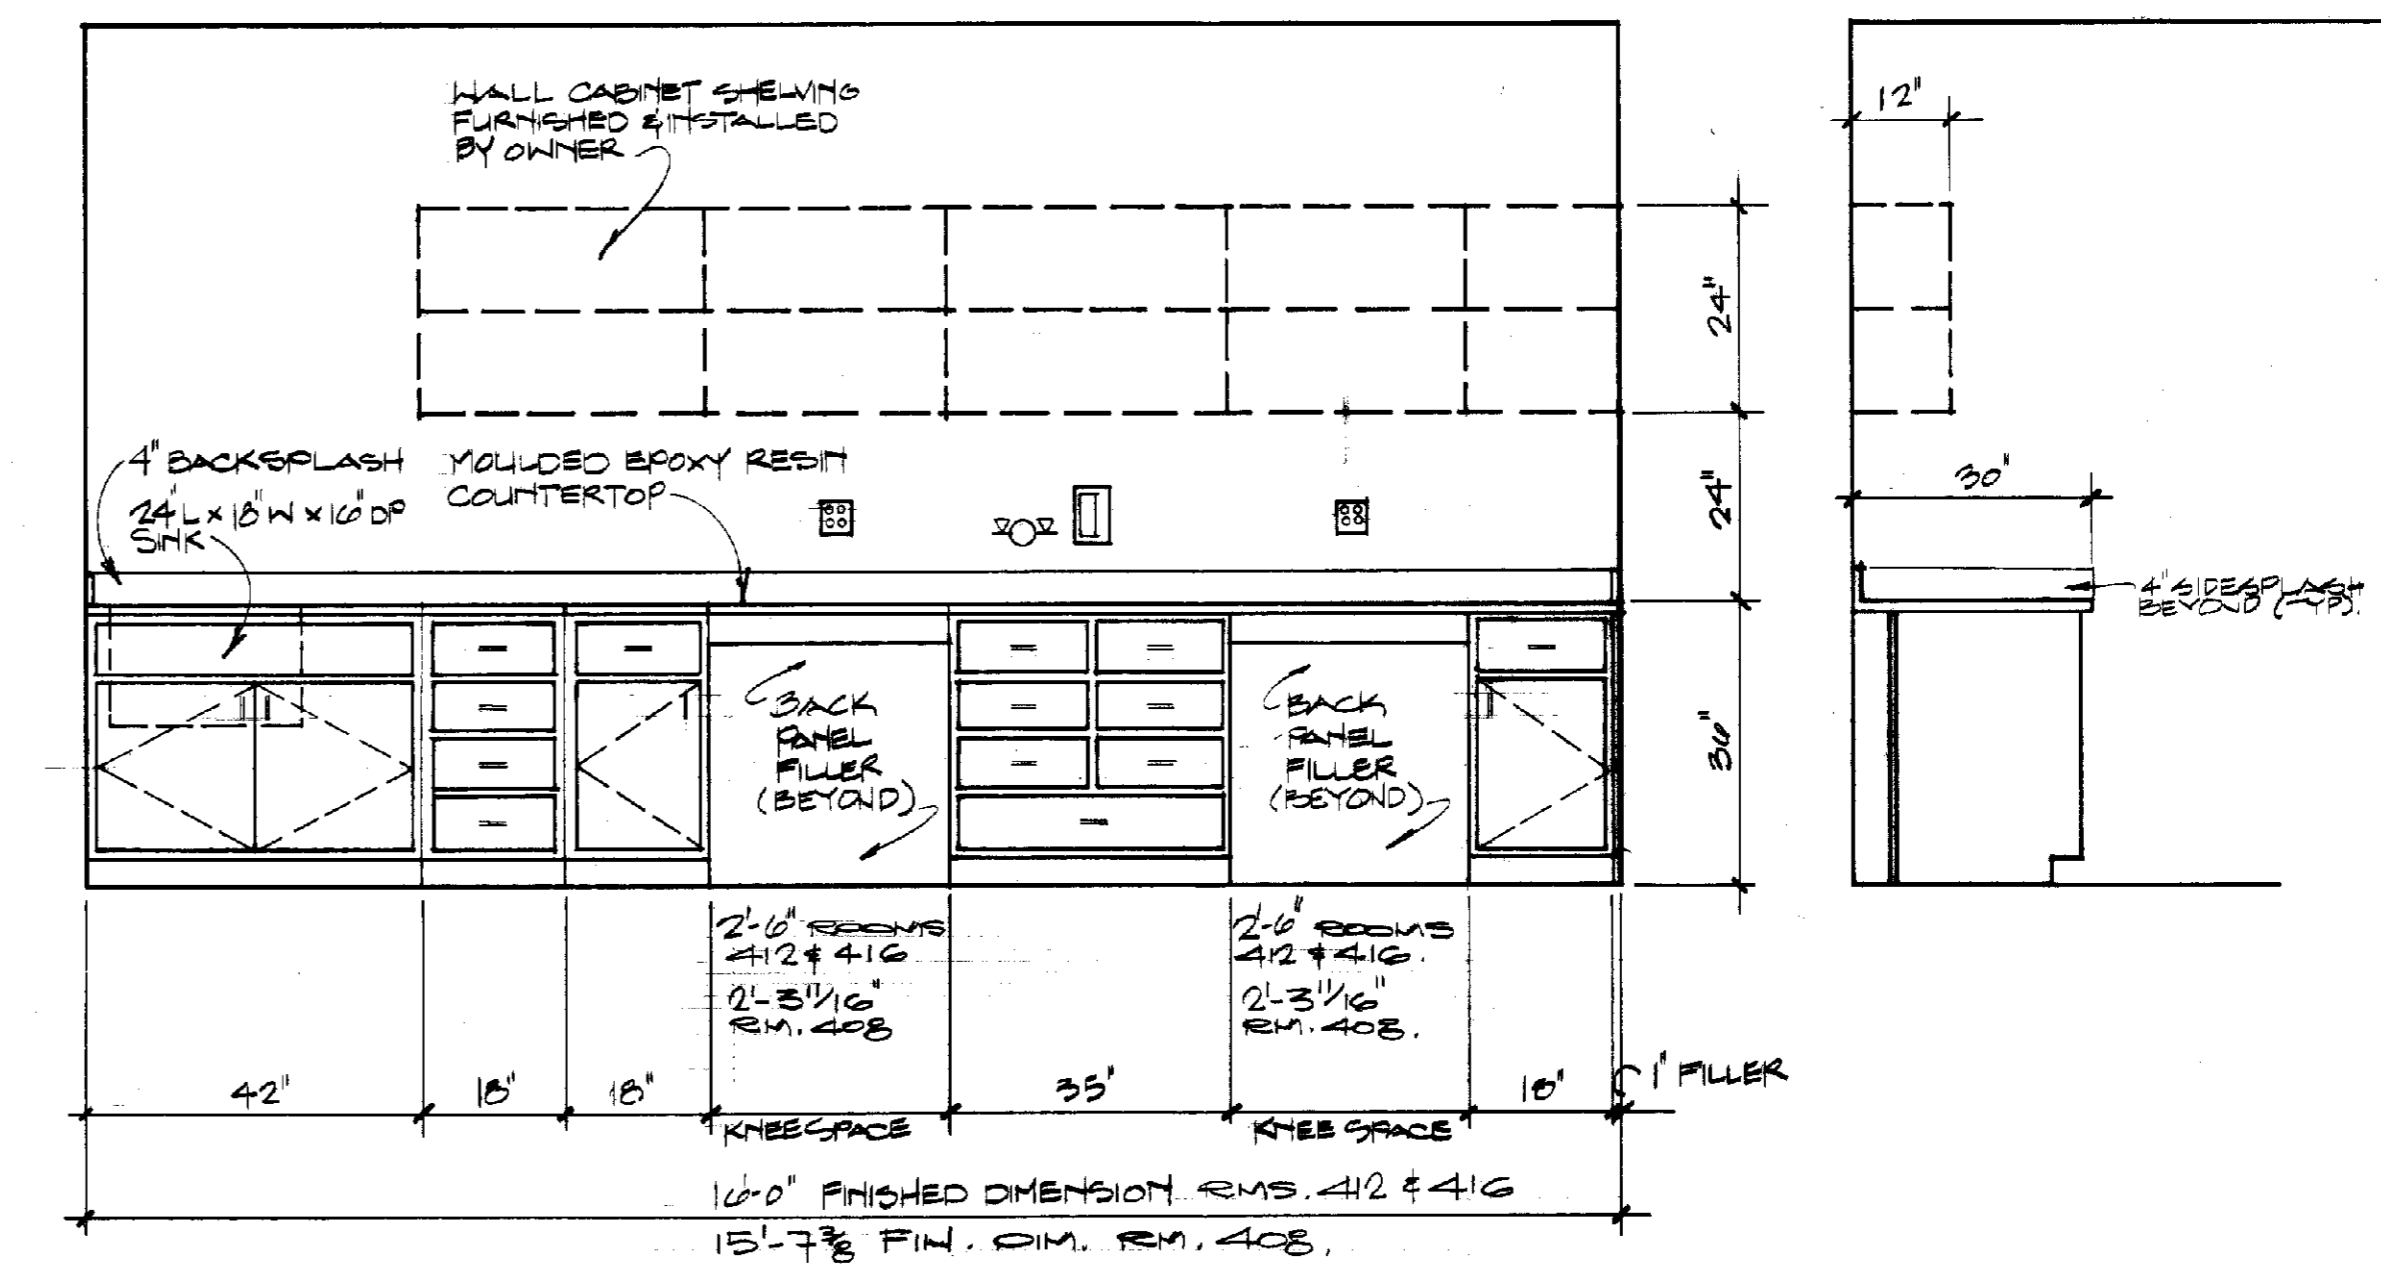 WALL CABINET SHELVING
FURNISHED & INSTALLED
BY OWNER
12"
24"
4" BACKSPLASH
24"L x 18"W x 16" DP
SINK
MOULDED EPOXY RESIN
COUNTERTOP
24"
30"
4" SIDESPLASH
BEYOND (TYP).
BACK
PANEL
FILLER
(BEYOND)
BACK
PANEL
FILLER
(BEYOND)
36"
2'-6" ROOMS
412 & 416
2'-3 11/16"
RM. 408
2'-6" ROOMS
412 & 416.
2'-3 11/16"
RM. 408.
42"
18"
18"
KNEESPACE
35"
KNEE SPACE
18"
1" FILLER
16'-0" FINISHED DIMENSION RMS. 412 & 416
15'-7 3/8 FIN. DIM. RM. 408.